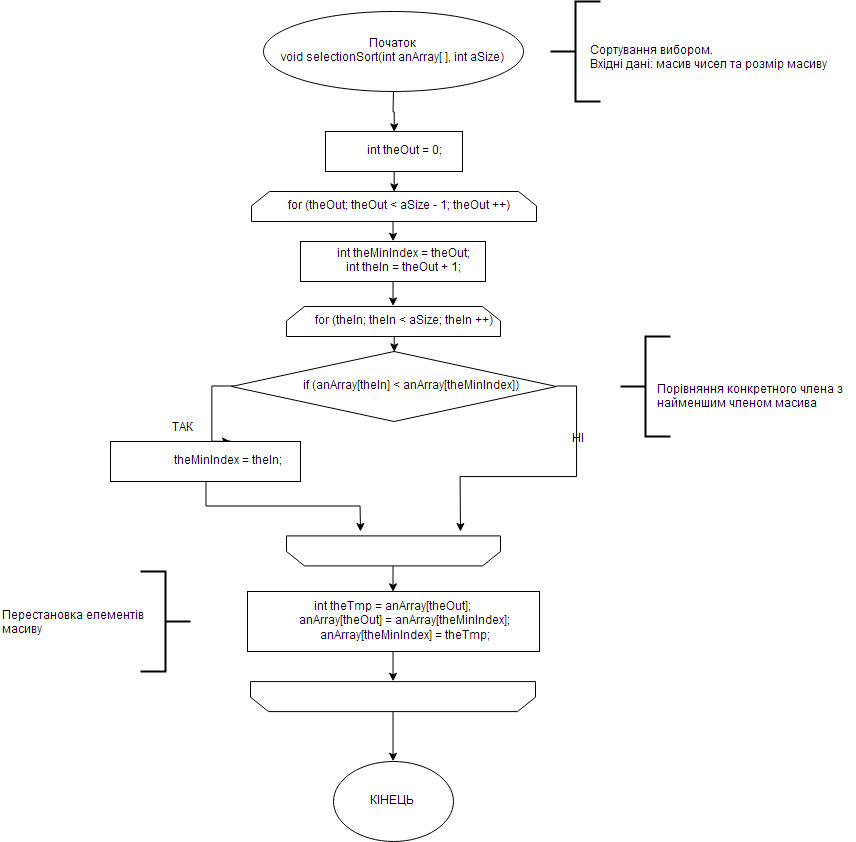 Початок
void selectionSort(int anArray[ ], int aSize)
Сортування вибором.
Вхідні дані: масив чисел та розмір масиву
int theOut = 0;
for (theOut; theOut < aSize - 1; theOut ++)
int theMinIndex = theOut;
int theIn = theOut + 1;
for (theIn; theIn < aSize; theIn ++)
if (anArray[theIn] < anArray[theMinIndex])
Порівняння конкретного члена з
найменшим членом масива
ТАК
НІ
theMinIndex = theIn;
Перестановка елементів
масиву
int theTmp = anArray[theOut];
anArray[theOut] = anArray[theMinIndex];
anArray[theMinIndex] = theTmp;
КІНЕЦЬ